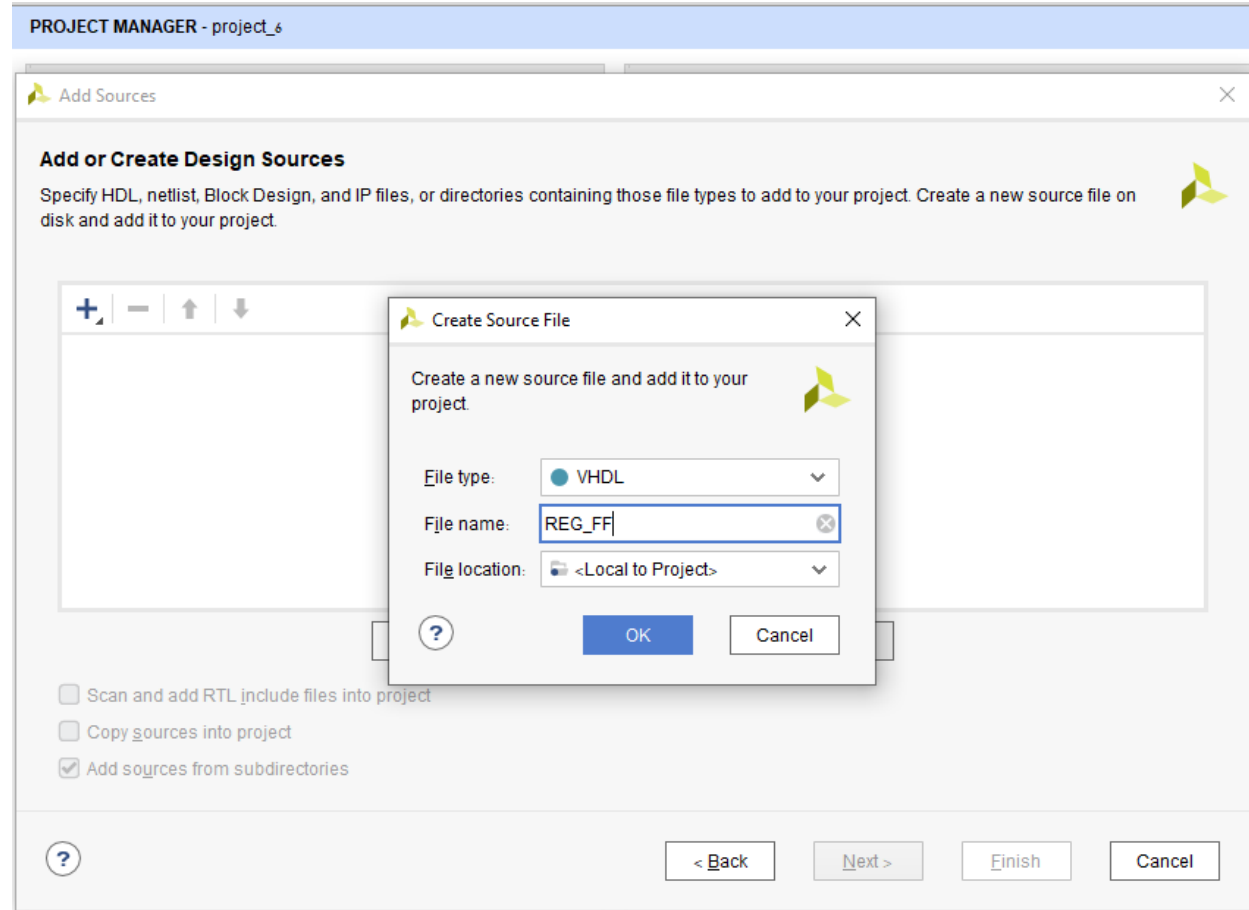 PROJECT MANAGER - project_6
Add Sources
Add or Create Design Sources
Specify HDL, netlist, Block Design, and IP files, or directories containing those file types to add to your project. Create a new source file on
disk and add it to your project.
Create Source File
Create a new source file and add it to your
project.
File type:
VHDL
File name:
REG_FF
File location:
<Local to Project>
?
OK
Cancel
Scan and add RTL include files into project
Copy sources into project
Add sources from subdirectories
?
< Back
Next >
Finish
Cancel